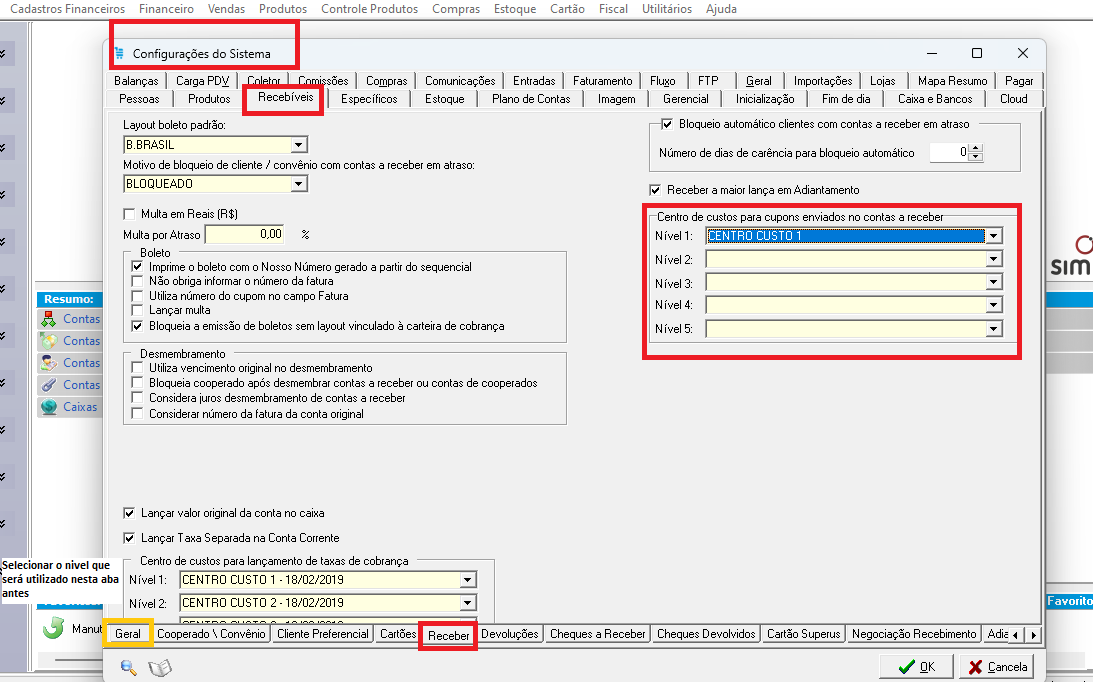 Cadastros Financeiros Financeiro Vendas Produtos Controle Produtos Compras Estoque Cartão Fiscal Utilitários Ajuda
Configurações do Sistema
Balanças Carga PDV Coletor Comissões Compras Comunicações Entradas Faturamento Fluxo FTP Geral Importações Lojas Mapa Resumo Pagar
Pessoas Produtos Recebíveis Específicos Estoque Plano de Contas Imagem Gerencial Inicialização Fim de dia Caixa e Bancos Cloud
Layout boleto padrão:
B.BRASIL
Motivo de bloqueio de cliente / convênio com contas a receber em atraso:
BLOQUEADO
Multa em Reais (R$)
Multa por Atraso 0,00 %
Boleto
Imprime o boleto com o Nosso Número gerado a partir do sequencial
Não obriga informar o número da fatura
Utiliza número do cupom no campo Fatura
Lançar multa
Bloqueia a emissão de boletos sem layout vinculado à carteira de cobrança
Desmembramento
Utiliza vencimento original no desmembramento
Bloqueia cooperado após desmembrar contas a receber ou contas de cooperados
Considera juros desmembramento de contas a receber
Considerar número da fatura da conta original
Lançar valor original da conta no caixa
Lançar Taxa Separada na Conta Corrente
Centro de custos para lançamento de taxas de cobrança
Nível 1: CENTRO CUSTO 1 - 18/02/2019
Nível 2: CENTRO CUSTO 2 - 18/02/2019
Bloqueio automático clientes com contas a receber em atraso
Número de dias de carência para bloqueio automático 0
Receber a maior lança em Adiantamento
Centro de custos para cupons enviados no contas a receber
Nível 1: CENTRO CUSTO 1
Nível 2:
Nível 3:
Nível 4:
Nível 5:
Resumo:
Contas
Contas
Contas
Contas
Caixas
SIM
Selecionar o nivel que
será utilizado nesta aba
antes
Manut
Favorito
Geral Cooperado \ Convênio Cliente Preferencial Cartões Receber Devoluções Cheques a Receber Cheques Devolvidos Cartão Superus Negociação Recebimento Adia
OK Cancela